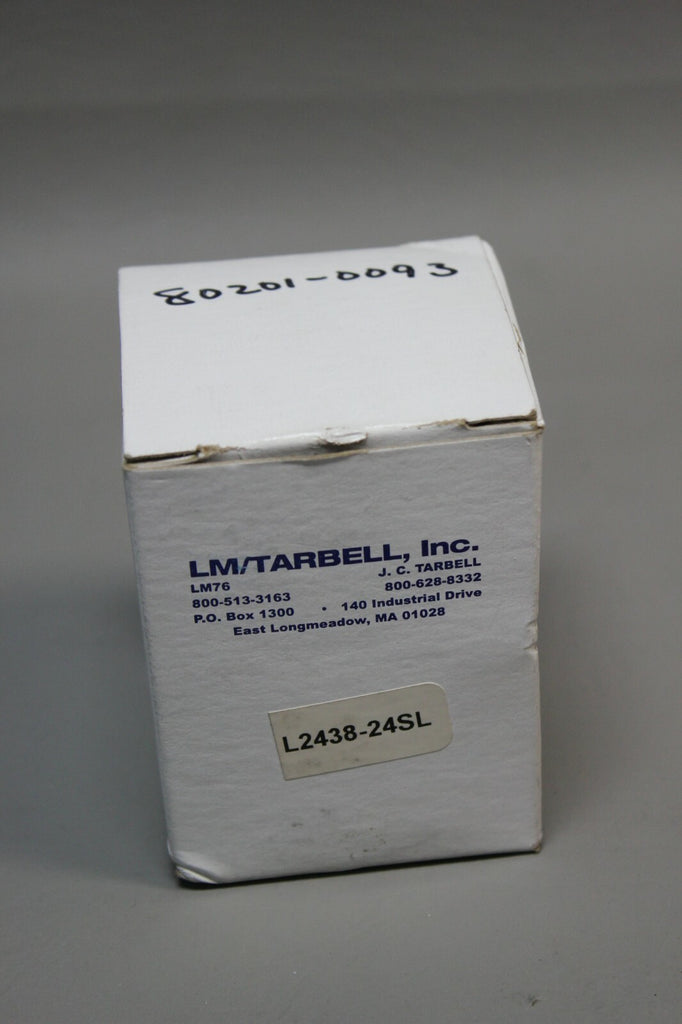 80201-0093
LM/TARBELL, Inc.
LM76 J. C. TARBELL
800-513-3163 800-628-8332
P.O. Box 1300 • 140 Industrial Drive
East Longmeadow, MA 01028
L2438-24SL